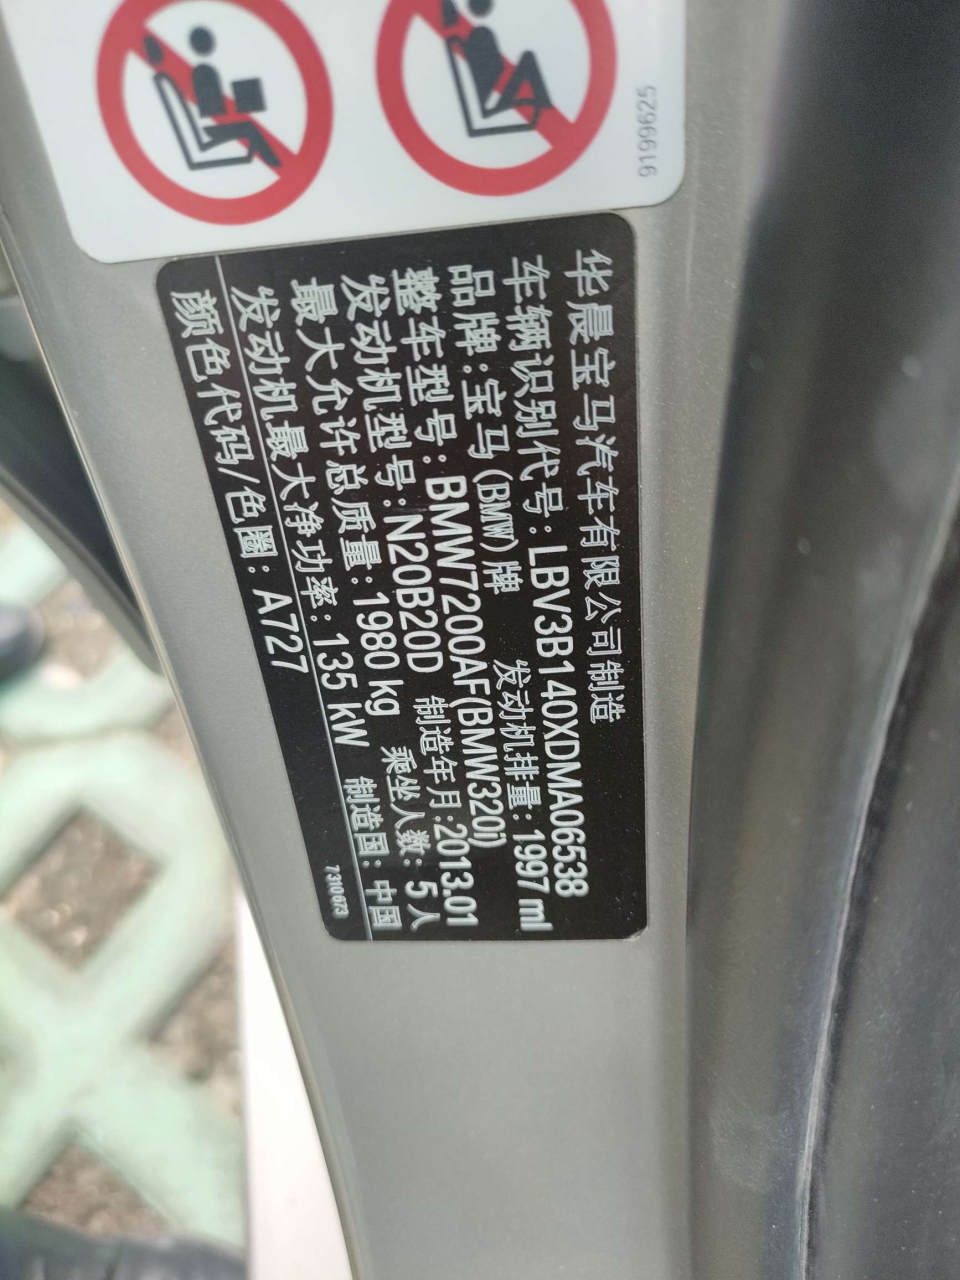 9199625
华晨宝马汽车有限公司制造
车辆识别代号：LBV3B140XDMA06538
品牌：宝马(BMW)牌 发动机排量：1997 ml
整车型号：BMW7200AF(BMW320i)
发动机型号：N20B20D 制造年月：2013.01
最大允许总质量：1980 kg 乘坐人数：5人
发动机最大净功率：135 kW 制造国：中国
颜色代码/色圈：A727